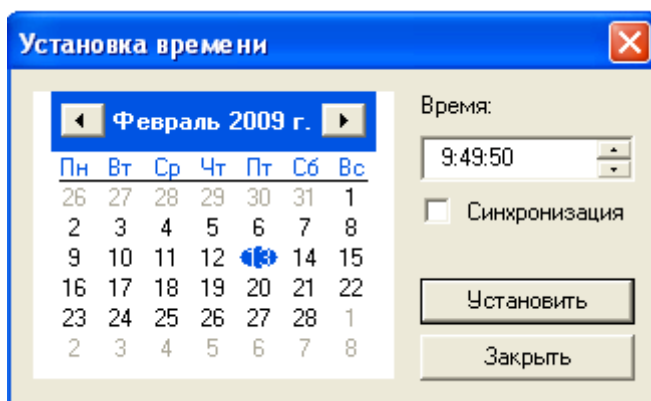 Установка времени
Февраль 2009 г.
Пн Вт Ср Чт Пт Сб Вс
26 27 28 29 30 31 1
2 3 4 5 6 7 8
9 10 11 12 13 14 15
16 17 18 19 20 21 22
23 24 25 26 27 28 1
2 3 4 5 6 7 8
Время:
9:49:50
Синхронизация
Установить
Закрыть